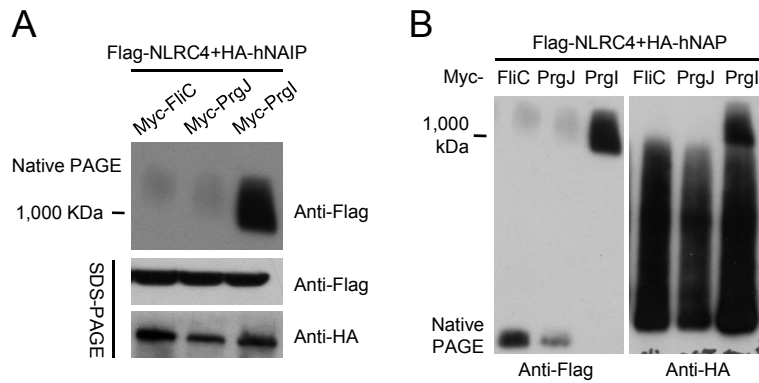 A
Flag-NLRC4+HA-hNAIP
Myc-FliC
Myc-PrgJ
Myc-PrgI
Native PAGE
1,000 KDa
Anti-Flag
SDS-PAGE
Anti-Flag
Anti-HA
B
Flag-NLRC4+HA-hNAP
Myc- FliC PrgJ PrgI FliC PrgJ PrgI
1,000
kDa
Native
PAGE
Anti-Flag Anti-HA